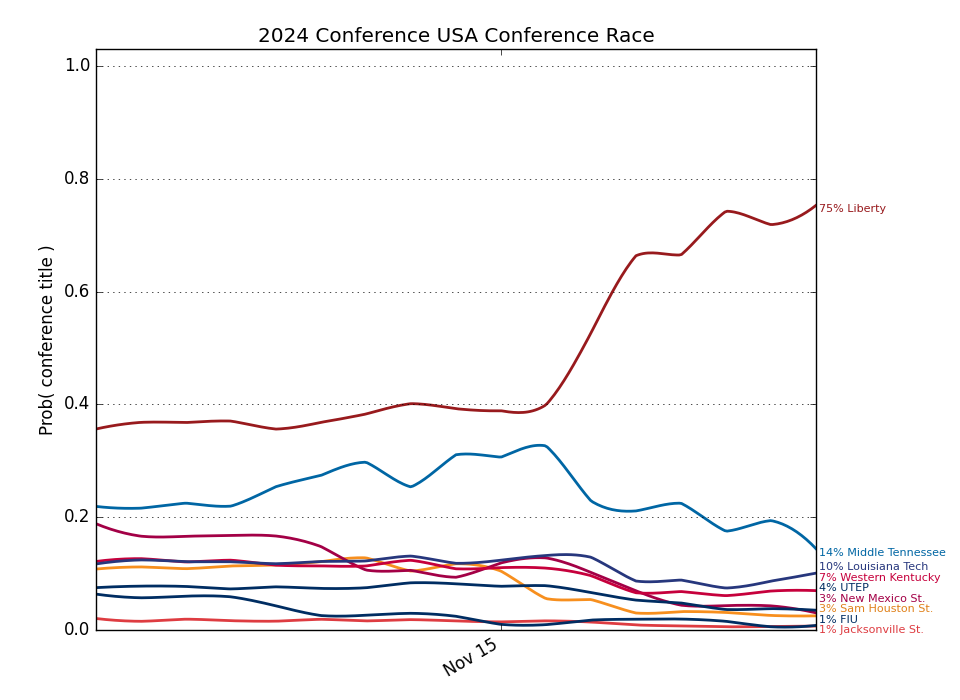 2024 Conference USA Conference Race
Prob( conference title )
1.0
0.8
0.6
0.4
0.2
0.0
Nov 15
75% Liberty
14% Middle Tennessee
10% Louisiana Tech
7% Western Kentucky
4% UTEP
3% New Mexico St.
3% Sam Houston St.
1% FIU
1% Jacksonville St.